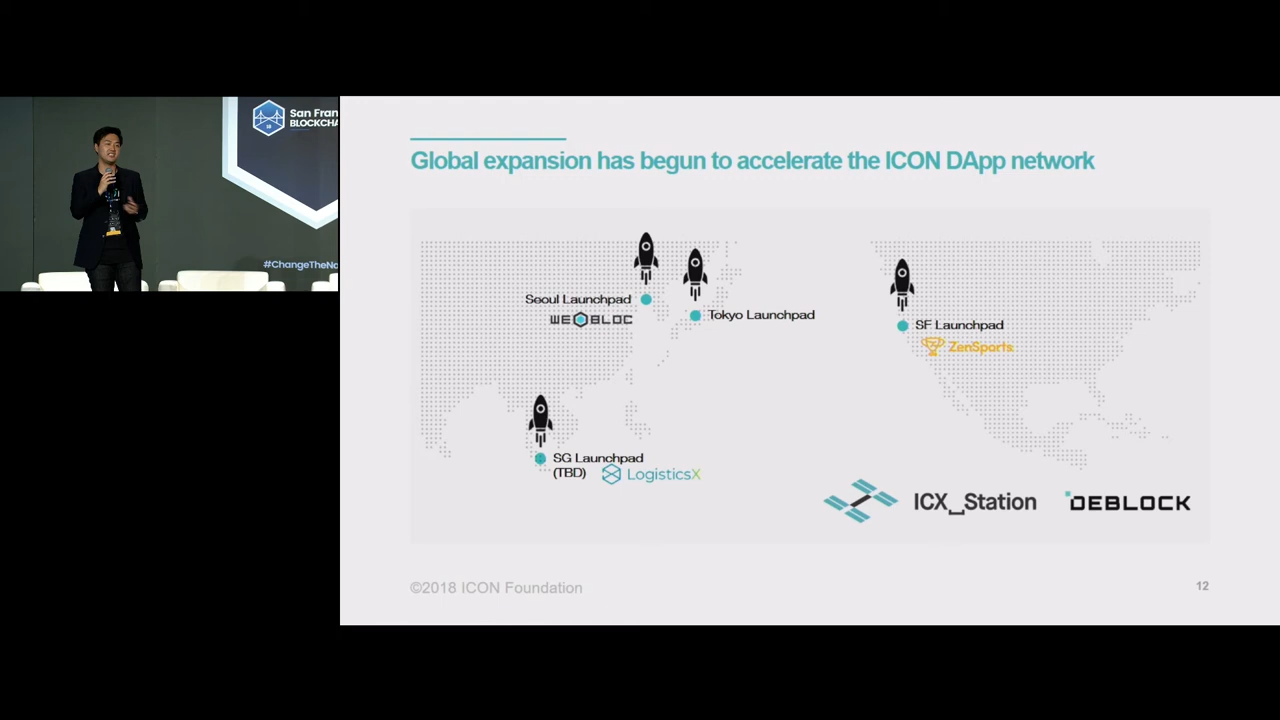 San Fran
BLOCKCHA
#ChangeTheNa
Global expansion has begun to accelerate the ICON DApp network
Seoul Launchpad
WEBLOC
Tokyo Launchpad
SF Launchpad
ZenSports
SG Launchpad
(TBD)
LogisticsX
ICX_Station
DEBLOCK
©2018 ICON Foundation
12